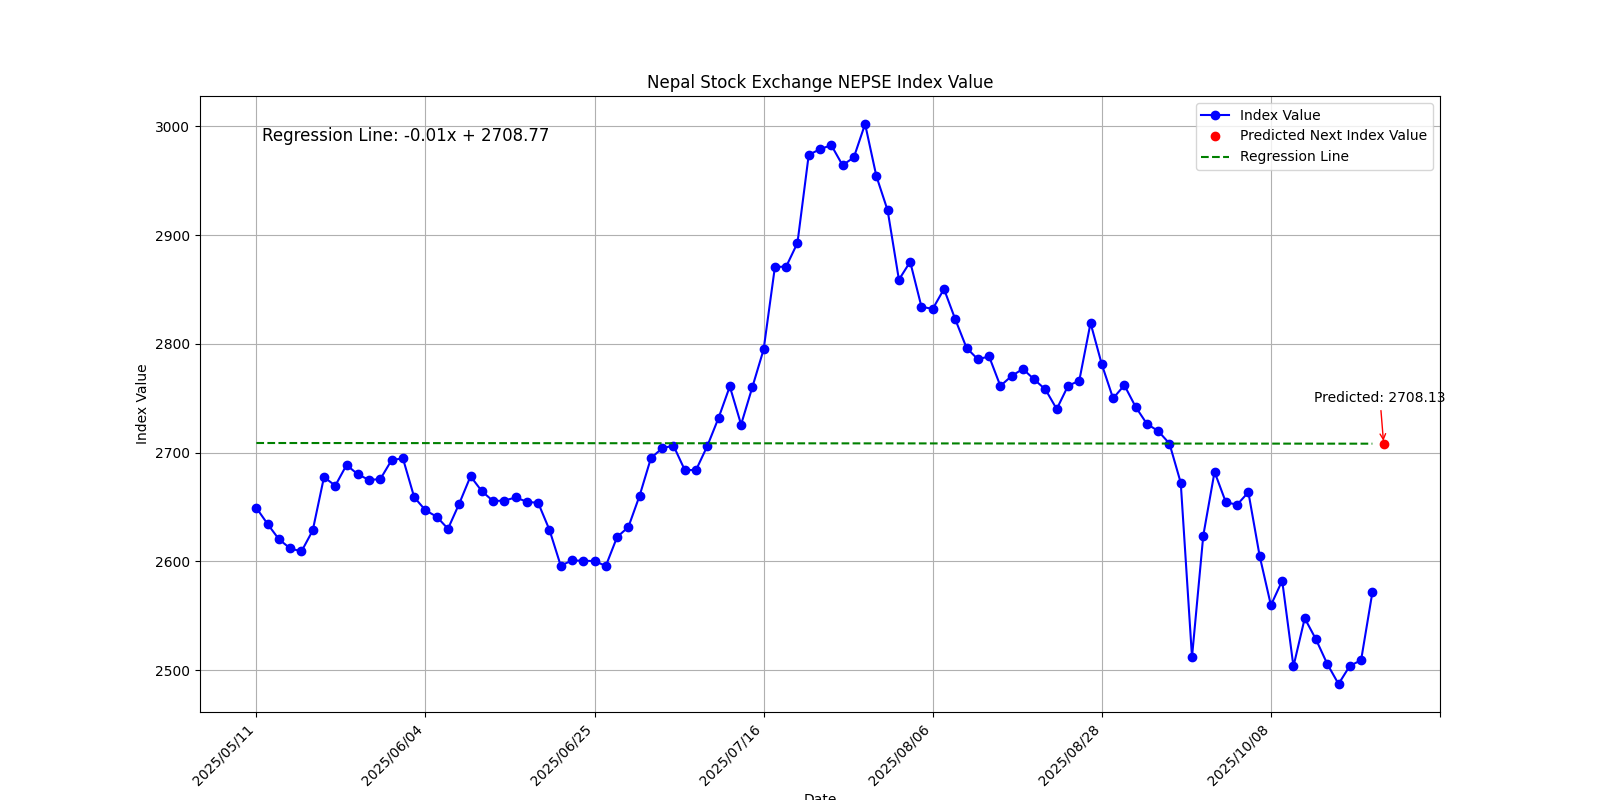 Nepal Stock Exchange NEPSE Index Value
3000
2900
2800
2700
2600
2500
Index Value
Regression Line: -0.01x + 2708.77
Index Value
Predicted Next Index Value
Regression Line
Predicted: 2708.13
2025/05/11
2025/06/04
2025/06/25
2025/07/16
2025/08/06
2025/08/28
2025/10/08
Date